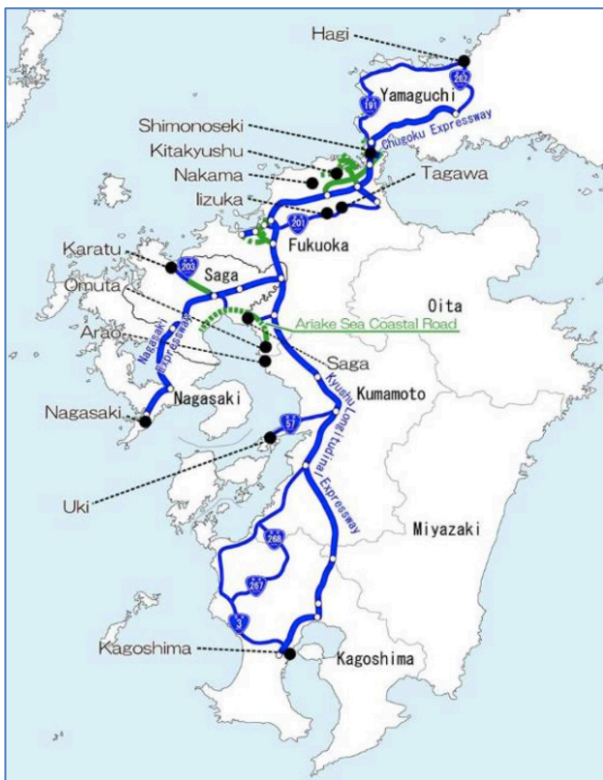 Hagi
262
Yamaguchi
191
Shimonoseki
Chugoku Expressway
Kitakyushu
Nakama
Tagawa
Iizuka
201
Fukuoka
Karatu
203
Saga
Omuta
Oita
Ariake Sea Coastal Road
Arao
Nagasaki
Expressway
Saga
Nagasaki
Kumamoto
Kyushu Longitudinal Expressway
Nagasaki
57
Uki
Miyazaki
268
267
3
Kagoshima
Kagoshima